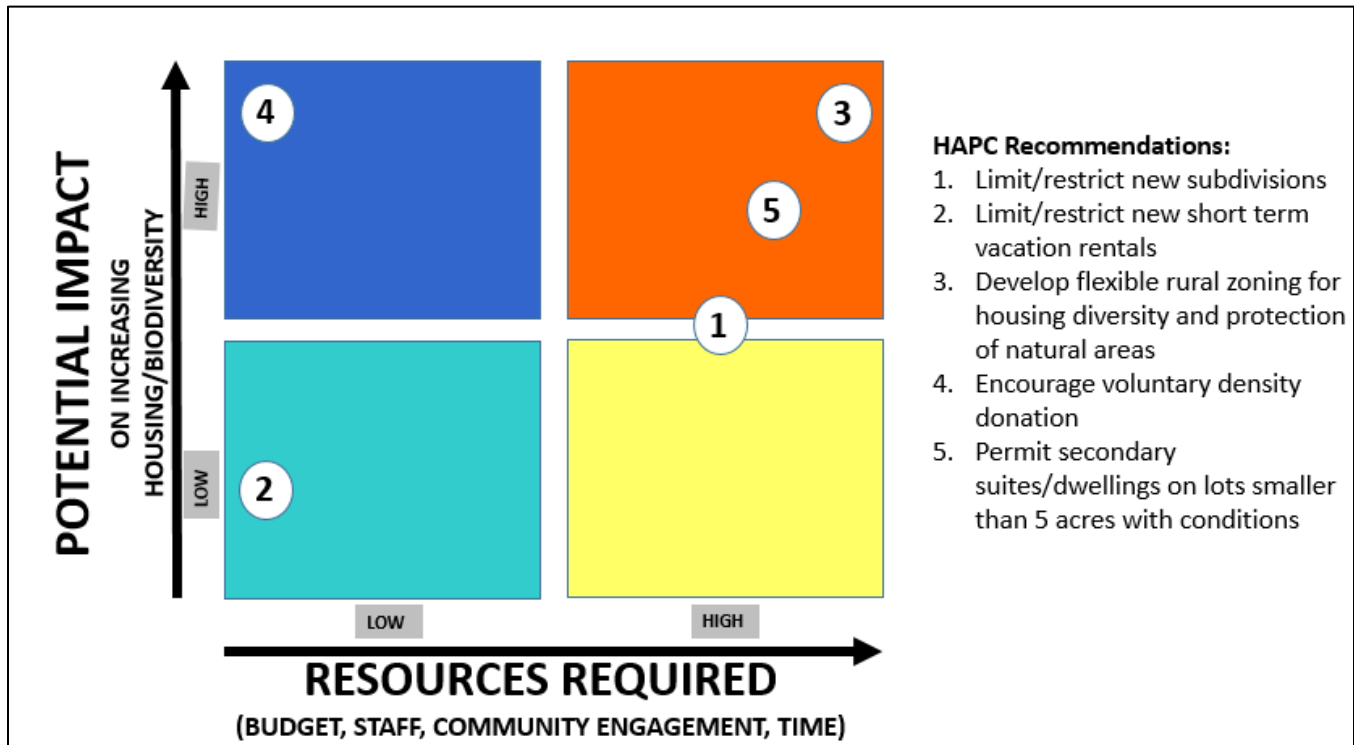 POTENTIAL IMPACT
ON INCREASING
HOUSING/BIODIVERSITY
HIGH
LOW
4
3
5
1
2
LOW
HIGH
RESOURCES REQUIRED
(BUDGET, STAFF, COMMUNITY ENGAGEMENT, TIME)
HAPC Recommendations:
1. Limit/restrict new subdivisions
2. Limit/restrict new short term
vacation rentals
3. Develop flexible rural zoning for
housing diversity and protection
of natural areas
4. Encourage voluntary density
donation
5. Permit secondary
suites/dwellings on lots smaller
than 5 acres with conditions